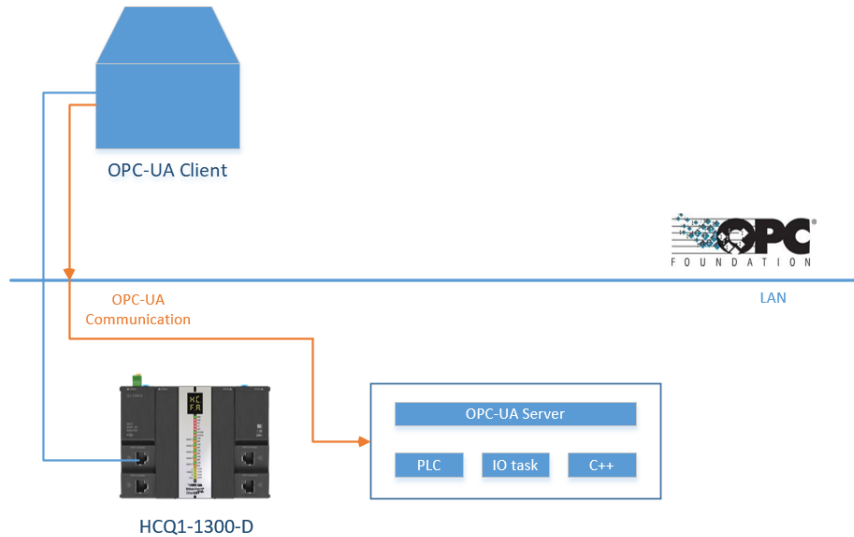 OPC-UA Client
OPC
®
FOUNDATION
LAN
OPC-UA
Communication
OPC-UA Server
PLC
IO task
C++
HCQ1-1300-D